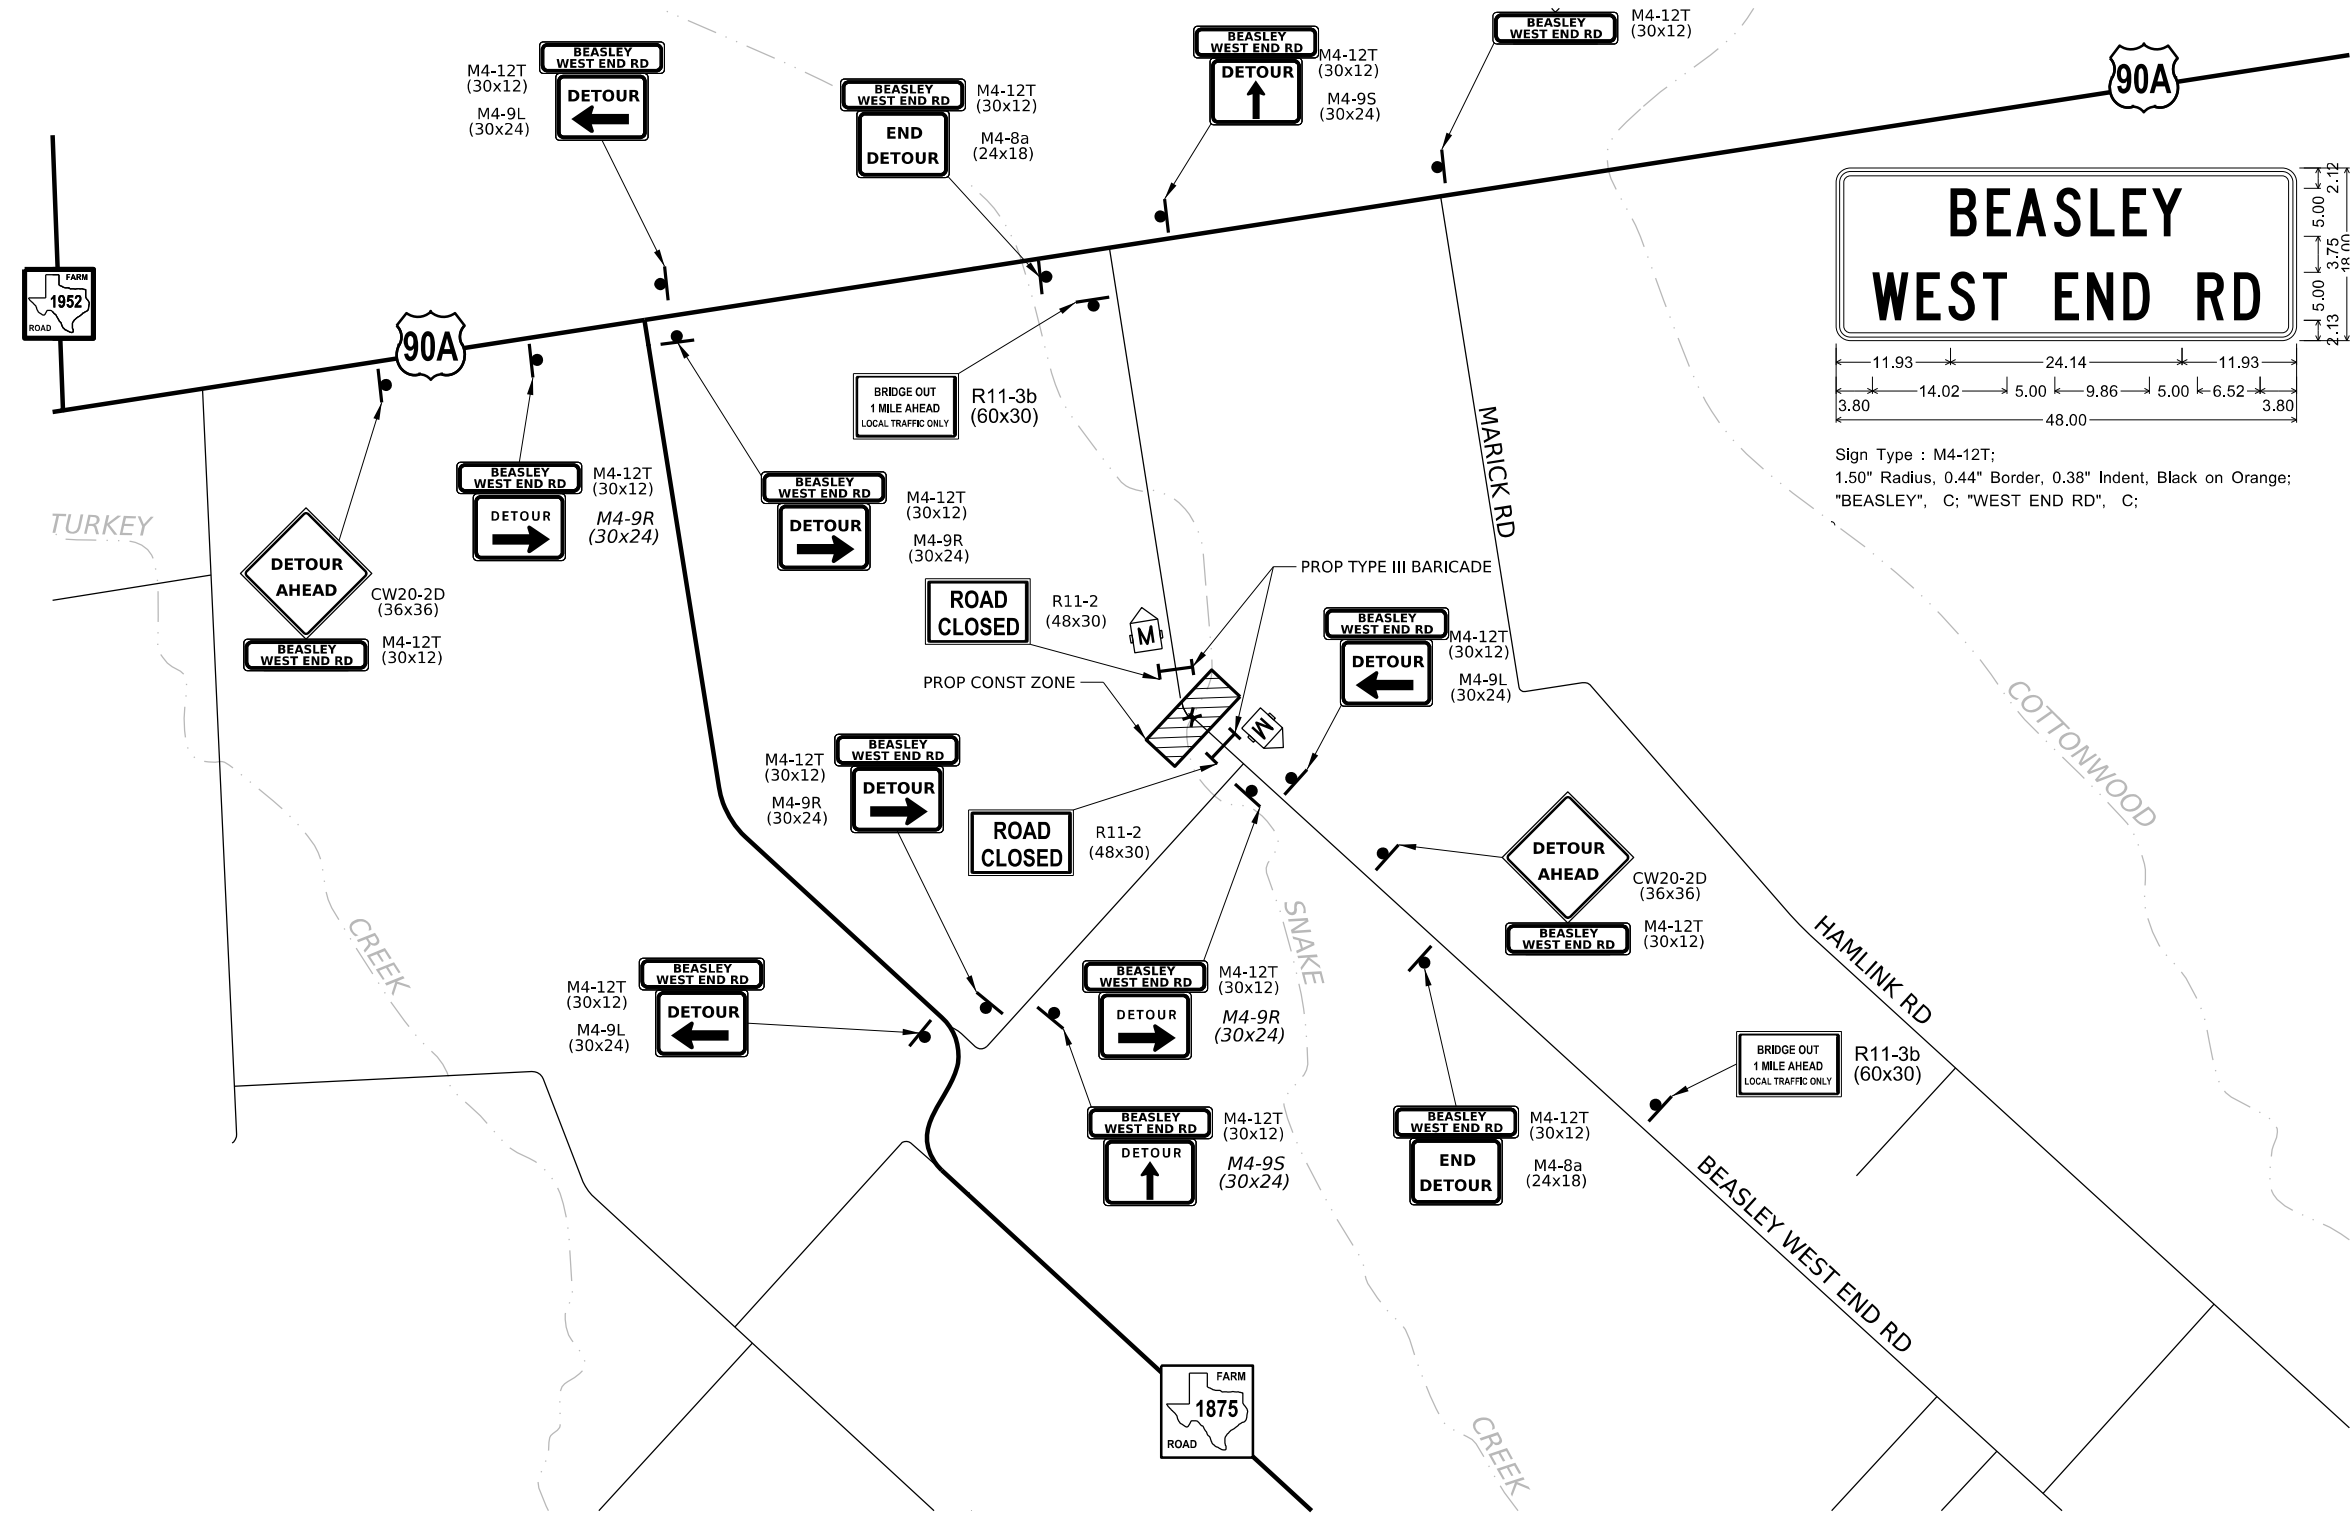 BEASLEY
WEST END RD
M4-12T
(30x12)
DETOUR
M4-9L
(30x24)
BEASLEY
WEST END RD
M4-12T
(30x12)
END
DETOUR
M4-8a
(24x18)
BEASLEY
WEST END RD
M4-12T
(30x12)
DETOUR
M4-9S
(30x24)
BEASLEY
WEST END RD
M4-12T
(30x12)
90A
BEASLEY
WEST END RD
2.12
5.00
3.75
5.00
2.13
18.00
11.93
24.14
11.93
3.80
14.02
5.00
9.86
5.00
6.52
3.80
48.00
Sign Type : M4-12T;
1.50" Radius, 0.44" Border, 0.38" Indent, Black on Orange;
"BEASLEY", C; "WEST END RD", C;
FARM
1952
ROAD
90A
BRIDGE OUT
1 MILE AHEAD
LOCAL TRAFFIC ONLY
R11-3b
(60x30)
MARICK RD
TURKEY
DETOUR
AHEAD
CW20-2D
(36x36)
BEASLEY
WEST END RD
M4-12T
(30x12)
BEASLEY
WEST END RD
M4-12T
(30x12)
DETOUR
M4-9R
(30x24)
BEASLEY
WEST END RD
M4-12T
(30x12)
DETOUR
M4-9R
(30x24)
PROP TYPE III BARICADE
ROAD
CLOSED
R11-2
(48x30)
M
PROP CONST ZONE
M
BEASLEY
WEST END RD
M4-12T
(30x12)
DETOUR
M4-9L
(30x24)
COTTONWOOD
BEASLEY
WEST END RD
M4-12T
(30x12)
DETOUR
M4-9R
(30x24)
ROAD
CLOSED
R11-2
(48x30)
DETOUR
AHEAD
CW20-2D
(36x36)
BEASLEY
WEST END RD
M4-12T
(30x12)
CREEK
SNAKE
HAMLINK RD
BEASLEY
WEST END RD
M4-12T
(30x12)
DETOUR
M4-9L
(30x24)
BEASLEY
WEST END RD
M4-12T
(30x12)
DETOUR
M4-9R
(30x24)
BRIDGE OUT
1 MILE AHEAD
LOCAL TRAFFIC ONLY
R11-3b
(60x30)
BEASLEY
WEST END RD
M4-12T
(30x12)
DETOUR
M4-9S
(30x24)
BEASLEY
WEST END RD
M4-12T
(30x12)
END
DETOUR
M4-8a
(24x18)
BEASLEY WEST END RD
FARM
1875
ROAD
CREEK